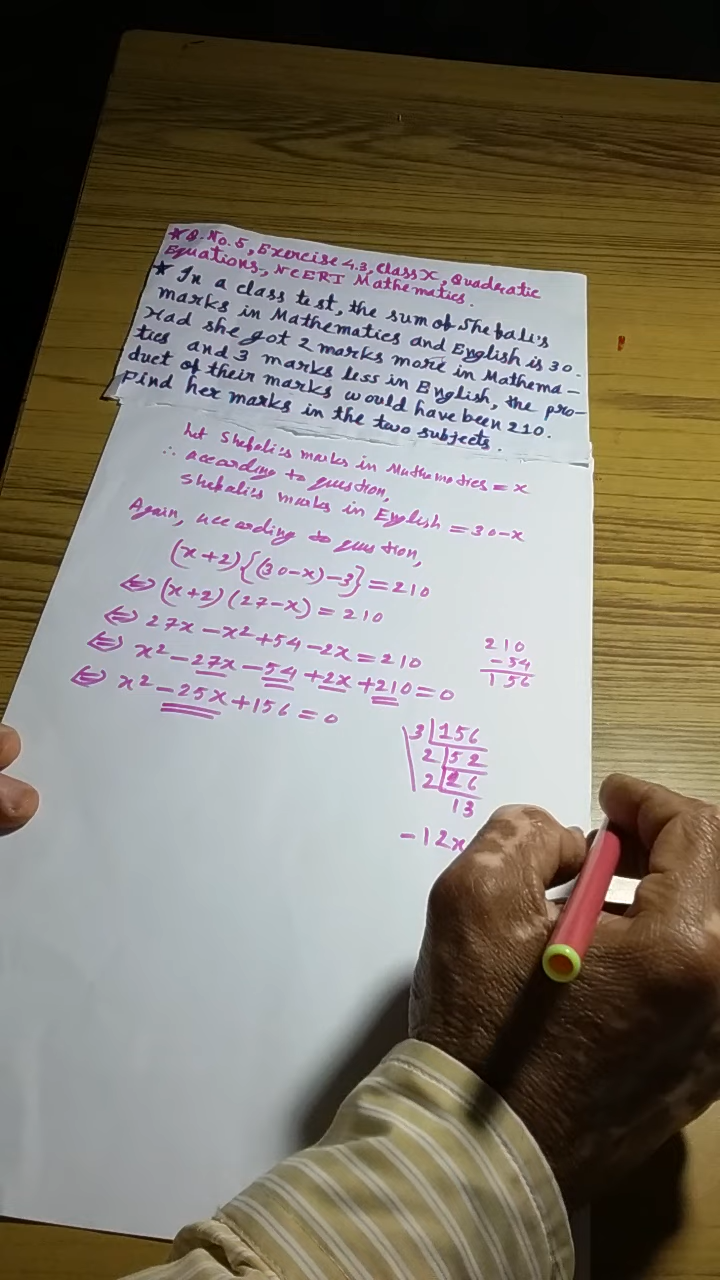 * Q. No. 5, Exercise 4.3, Class X, Quadratic
Equations, NCERT Mathematics.
* In a class test, the sum of Shefali's
marks in Mathematics and English is 30.
Had she got 2 marks more in Mathema-
tics and 3 marks less in English, the pro-
duct of their marks would have been 210.
Find her marks in the two subjects.
Let Shefali's marks in Mathematics = x
∴ according to question,
Shefali's marks in English = 30-x
Again, according to question,
(x+2){(30-x)-3} = 210
⇔ (x+2)(27-x) = 210
⇔ 27x - x² + 54 - 2x = 210
⇔ x² - 27x - 54 + 2x + 210 = 0
⇔ x² - 25x + 156 = 0
210
-54
156
3 156
2 52
2 26
13
-12x